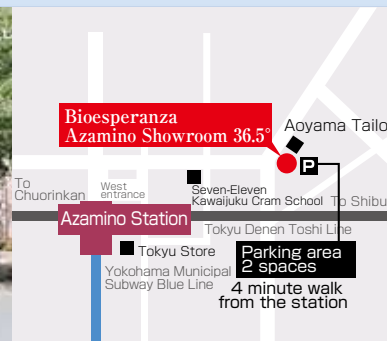 Bioesperanza
Azamino Showroom 36.5°
Aoyama Tailo
P
To
Chuorinkan
West
entrance
Seven-Eleven
Kawaijuku Cram School
To Shibu
Azamino Station
Tokyu Denen Toshi Line
Tokyu Store
Parking area
2 spaces
Yokohama Municipal
Subway Blue Line
4 minute walk
from the station